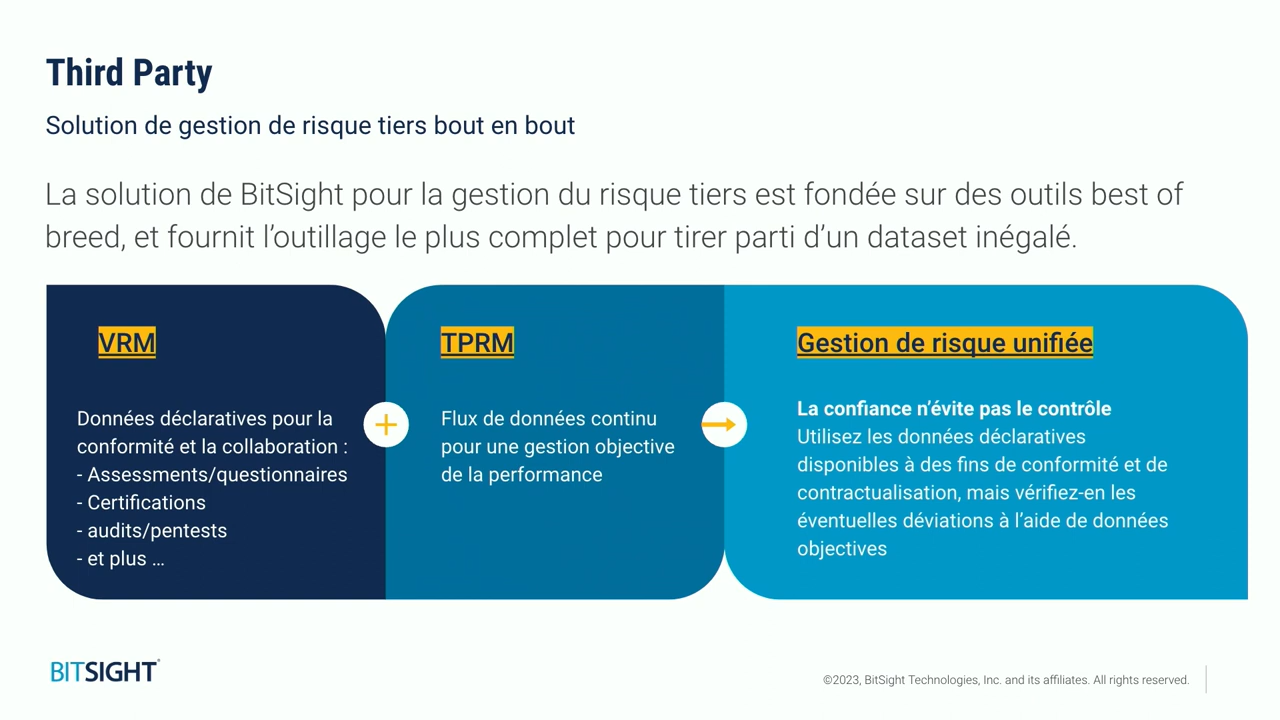 Third Party
Solution de gestion de risque tiers bout en bout
La solution de BitSight pour la gestion du risque tiers est fondée sur des outils best of
breed, et fournit l’outillage le plus complet pour tirer parti d’un dataset inégalé.
VRM
Données déclaratives pour la
conformité et la collaboration :
- Assessments/questionnaires
- Certifications
- audits/pentests
- et plus ...
TPRM
Flux de données continu
pour une gestion objective
de la performance
Gestion de risque unifiée
La confiance n’évite pas le contrôle
Utilisez les données déclaratives
disponibles à des fins de conformité et de
contractualisation, mais vérifiez-en les
éventuelles déviations à l’aide de données
objectives
BITSIGHT
©2023, BitSight Technologies, Inc. and its affiliates. All rights reserved.